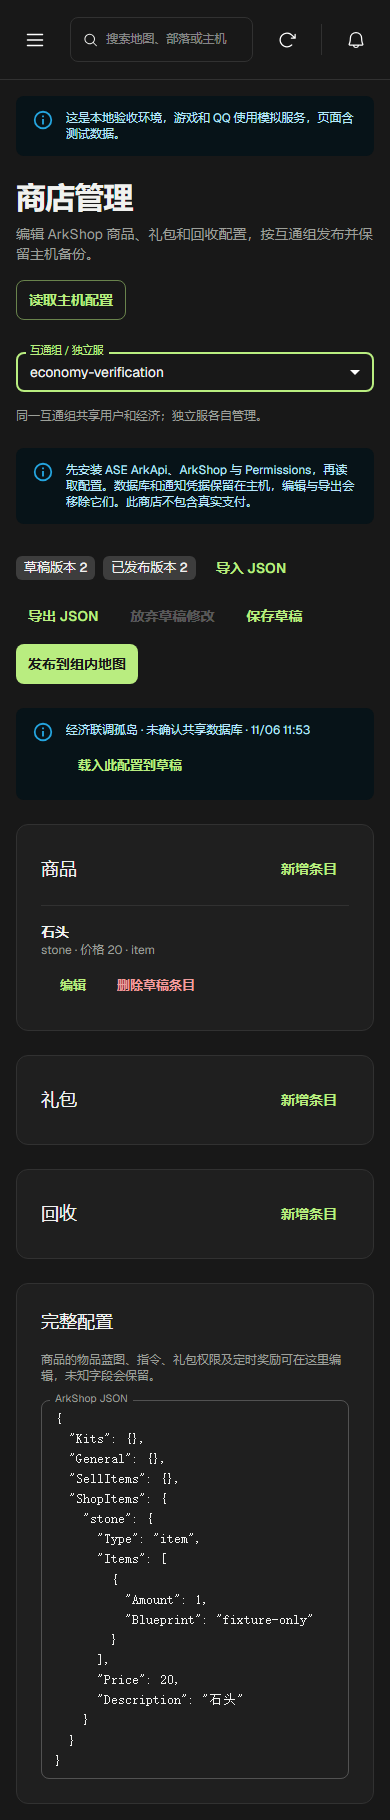 搜索地图、部落或主机
这是本地验收环境，游戏和 QQ 使用模拟服务，页面含
测试数据。
商店管理
编辑 ArkShop 商品、礼包和回收配置，按互通组发布并保
留主机备份。
读取主机配置
互通组 / 独立服
economy-verification
同一互通组共享用户和经济；独立服各自管理。
先安装 ASE ArkApi、ArkShop 与 Permissions，再读
取配置。数据库和通知凭据保留在主机，编辑与导出会
移除它们。此商店不包含真实支付。
草稿版本 2 已发布版本 2 导入 JSON
导出 JSON 放弃草稿修改 保存草稿
发布到组内地图
经济联调孤岛 · 未确认共享数据库 · 11/06 11:53
载入此配置到草稿
商品 新增条目
石头
stone · 价格 20 · item
编辑 删除草稿条目
礼包 新增条目
回收 新增条目
完整配置
商品的物品蓝图、指令、礼包权限及定时奖励可在这里编
辑，未知字段会保留。
ArkShop JSON
{
  "Kits": {},
  "General": {},
  "SellItems": {},
  "ShopItems": {
    "stone": {
      "Type": "item",
      "Items": [
        {
          "Amount": 1,
          "Blueprint": "fixture-only"
        }
      ],
      "Price": 20,
      "Description": "石头"
    }
  }
}